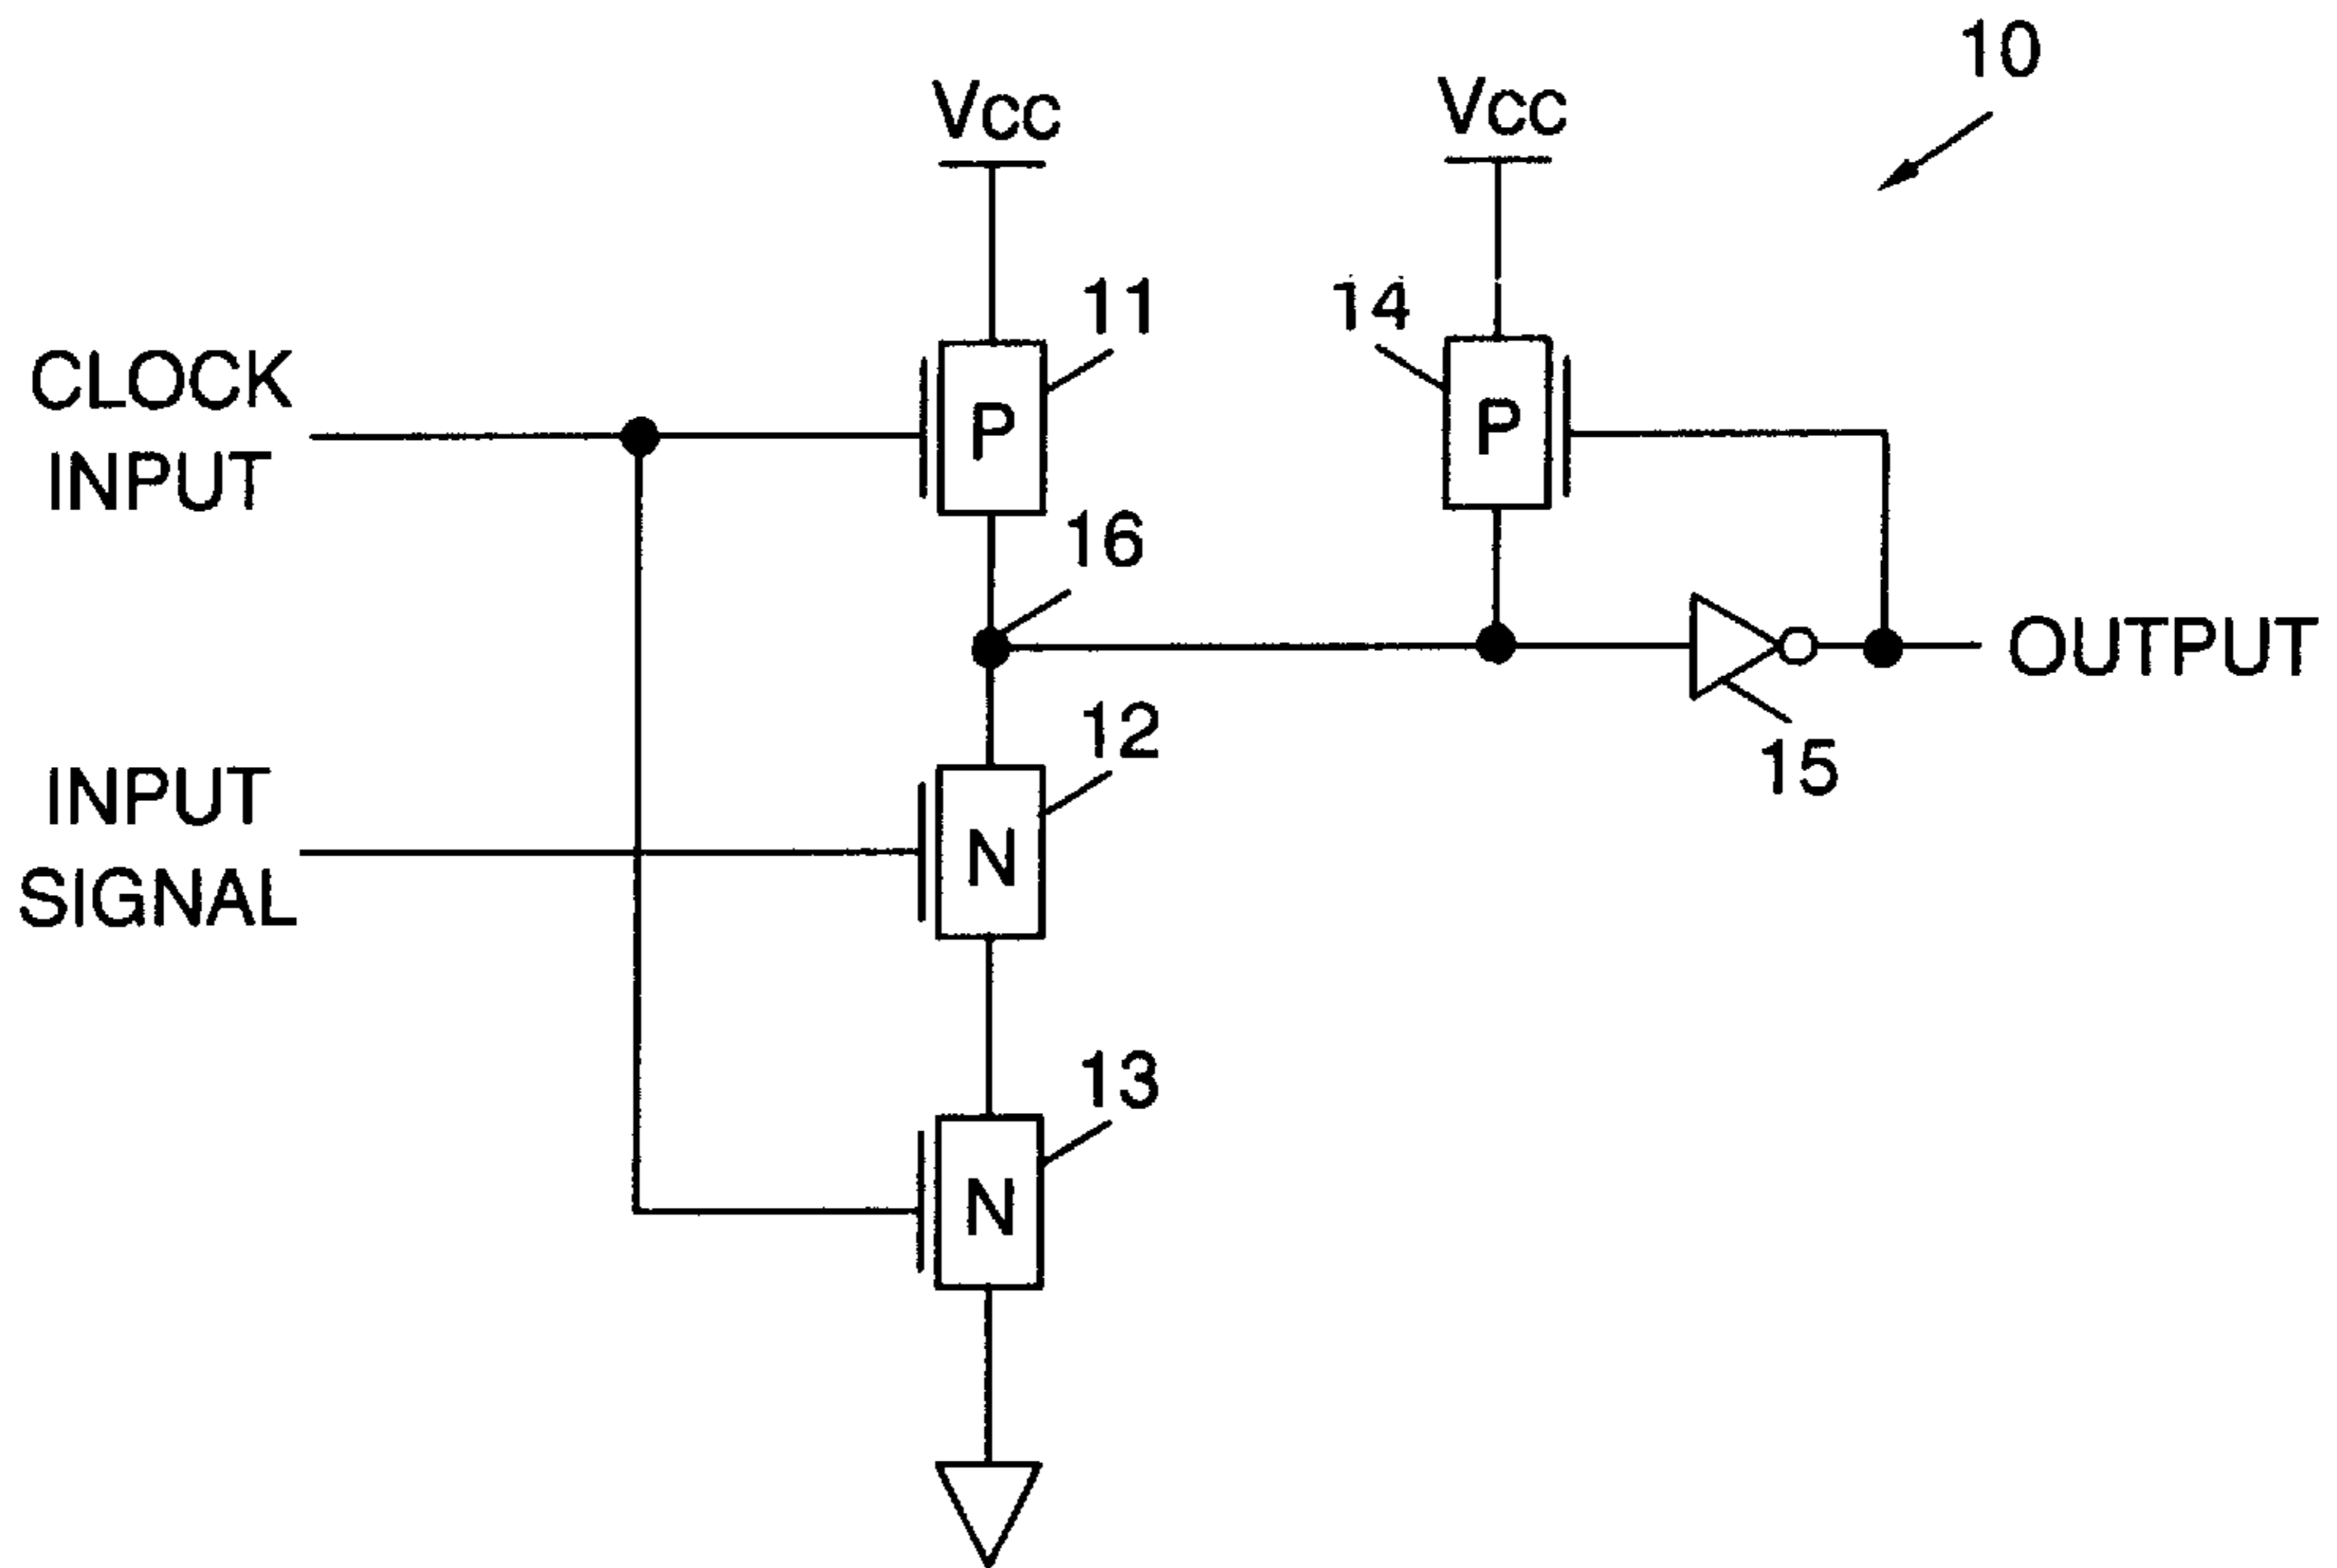 10
Vcc
Vcc
11
14
CLOCK
INPUT
P
P
16
OUTPUT
12
15
INPUT
SIGNAL
N
13
N